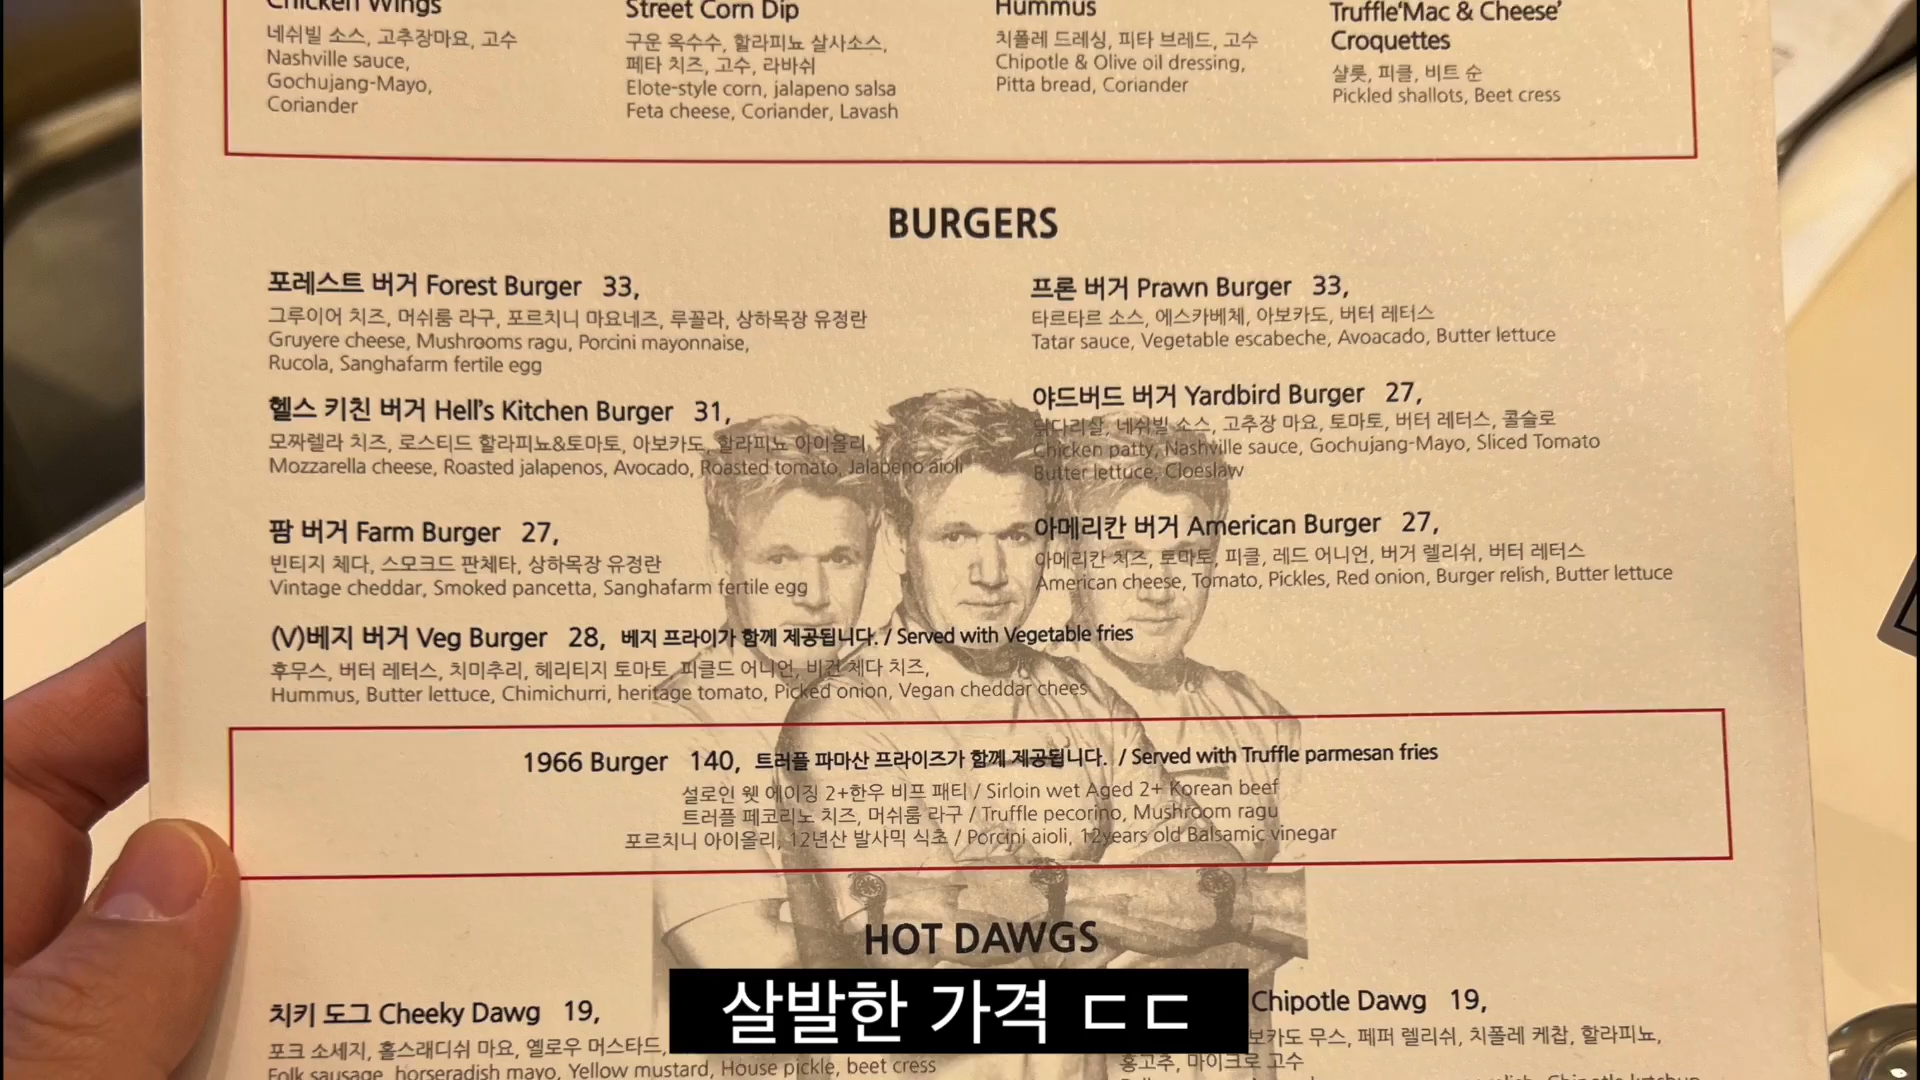 Chicken Wings
네쉬빌 소스, 고추장마요, 고수
Nashville sauce,
Gochujang-Mayo,
Coriander
Street Corn Dip
구운 옥수수, 할라피뇨 살사소스,
페타 치즈, 고수, 라바쉬
Elote-style corn, jalapeno salsa
Feta cheese, Coriander, Lavash
Hummus
치폴레 드레싱, 피타 브레드, 고수
Chipotle & Olive oil dressing,
Pitta bread, Coriander
Truffle'Mac & Cheese'
Croquettes
샬롯, 피클, 비트 순
Pickled shallots, Beet cress
BURGERS
포레스트 버거 Forest Burger 33,
그루이어 치즈, 머쉬룸 라구, 포르치니 마요네즈, 루꼴라, 상하목장 유정란
Gruyere cheese, Mushrooms ragu, Porcini mayonnaise,
Rucola, Sanghafarm fertile egg
헬스 키친 버거 Hell's Kitchen Burger 31,
모짜렐라 치즈, 로스티드 할라피뇨&토마토, 아보카도, 할라피뇨 아이올리,
Mozzarella cheese, Roasted jalapenos, Avocado, Roasted tomato, Jalapeno aioli
팜 버거 Farm Burger 27,
빈티지 체다, 스모크드 판체타, 상하목장 유정란
Vintage cheddar, Smoked pancetta, Sanghafarm fertile egg
(V)베지 버거 Veg Burger 28, 베지 프라이가 함께 제공됩니다. / Served with Vegetable fries
후무스, 버터 레터스, 치미추리, 헤리티지 토마토, 피클드 어니언, 비건 체다 치즈,
Hummus, Butter lettuce, Chimichurri, heritage tomato, Picked onion, Vegan cheddar chees
프론 버거 Prawn Burger 33,
타르타르 소스, 에스카베체, 아보카도, 버터 레터스
Tatar sauce, Vegetable escabeche, Avoacado, Butter lettuce
야드버드 버거 Yardbird Burger 27,
닭다리살, 네쉬빌 소스, 고추장 마요, 토마토, 버터 레터스, 콜슬로
Chicken patty, Nashville sauce, Gochujang-Mayo, Sliced Tomato
Butter lettuce, Cloeslaw
아메리칸 버거 American Burger 27,
아메리칸 치즈, 토마토, 피클, 레드 어니언, 버거 렐리쉬, 버터 레터스
American cheese, Tomato, Pickles, Red onion, Burger relish, Butter lettuce
1966 Burger 140, 트러플 파마산 프라이즈가 함께 제공됩니다. / Served with Truffle parmesan fries
설로인 웻 에이징 2+한우 비프 패티 / Sirloin wet Aged 2+ Korean beef
트러플 페코리노 치즈, 머쉬룸 라구 / Truffle pecorino, Mushroom ragu
포르치니 아이올리, 12년산 발사믹 식초 / Porcini aioli, 12years old Balsamic vinegar
HOT DAWGS
치키 도그 Cheeky Dawg 19,
포크 소세지, 홀스래디쉬 마요, 옐로우 머스타드,
Folk sausage, horseradish mayo, Yellow mustard, House pickle, beet cress
Chipotle Dawg 19,
보카도 무스, 페퍼 렐리쉬, 치폴레 케찹, 할라피뇨,
홍고추, 마이크로 고수
살발한 가격 ㄷㄷ